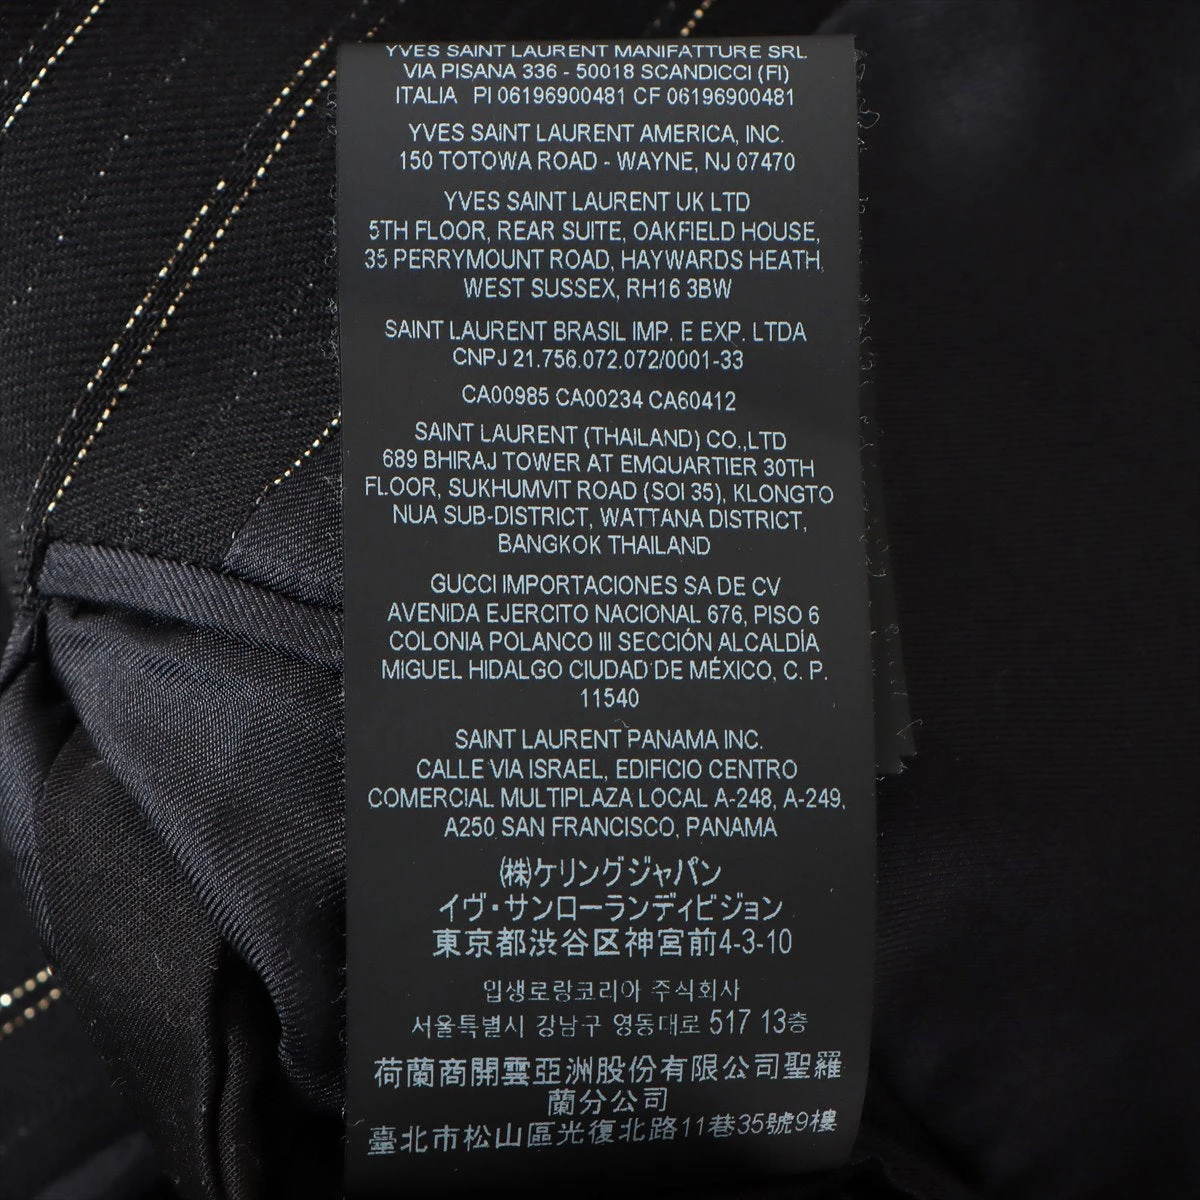 YVES SAINT LAURENT MANIFATTURE SRL
VIA PISANA 336 - 50018 SCANDICCI (FI)
ITALIA PI 06196900481 CF 06196900481
YVES SAINT LAURENT AMERICA, INC.
150 TOTOWA ROAD - WAYNE, NJ 07470
YVES SAINT LAURENT UK LTD
5TH FLOOR, REAR SUITE, OAKFIELD HOUSE,
35 PERRYMOUNT ROAD, HAYWARDS HEATH,
WEST SUSSEX, RH16 3BW
SAINT LAURENT BRASIL IMP. E EXP. LTDA
CNPJ 21.756.072.072/0001-33
CA00985 CA00234 CA60412
SAINT LAURENT (THAILAND) CO.,LTD
689 BHIRAJ TOWER AT EMQUARTIER 30TH
FLOOR, SUKHUMVIT ROAD (SOI 35), KLONGTO
NUA SUB-DISTRICT, WATTANA DISTRICT,
BANGKOK THAILAND
GUCCI IMPORTACIONES SA DE CV
AVENIDA EJERCITO NACIONAL 676, PISO 6
COLONIA POLANCO III SECCIÓN ALCALDÍA
MIGUEL HIDALGO CIUDAD DE MÉXICO, C. P.
11540
SAINT LAURENT PANAMA INC.
CALLE VIA ISRAEL, EDIFICIO CENTRO
COMERCIAL MULTIPLAZA LOCAL A-248, A-249,
A250 SAN FRANCISCO, PANAMA
(株)ケリングジャパン
イヴ・サンローランディビジョン
東京都渋谷区神宮前4-3-10
입생로랑코리아 주식회사
서울특별시 강남구 영동대로 517 13층
荷蘭商開雲亞洲股份有限公司聖羅
蘭分公司
臺北市松山區光復北路11巷35號9樓